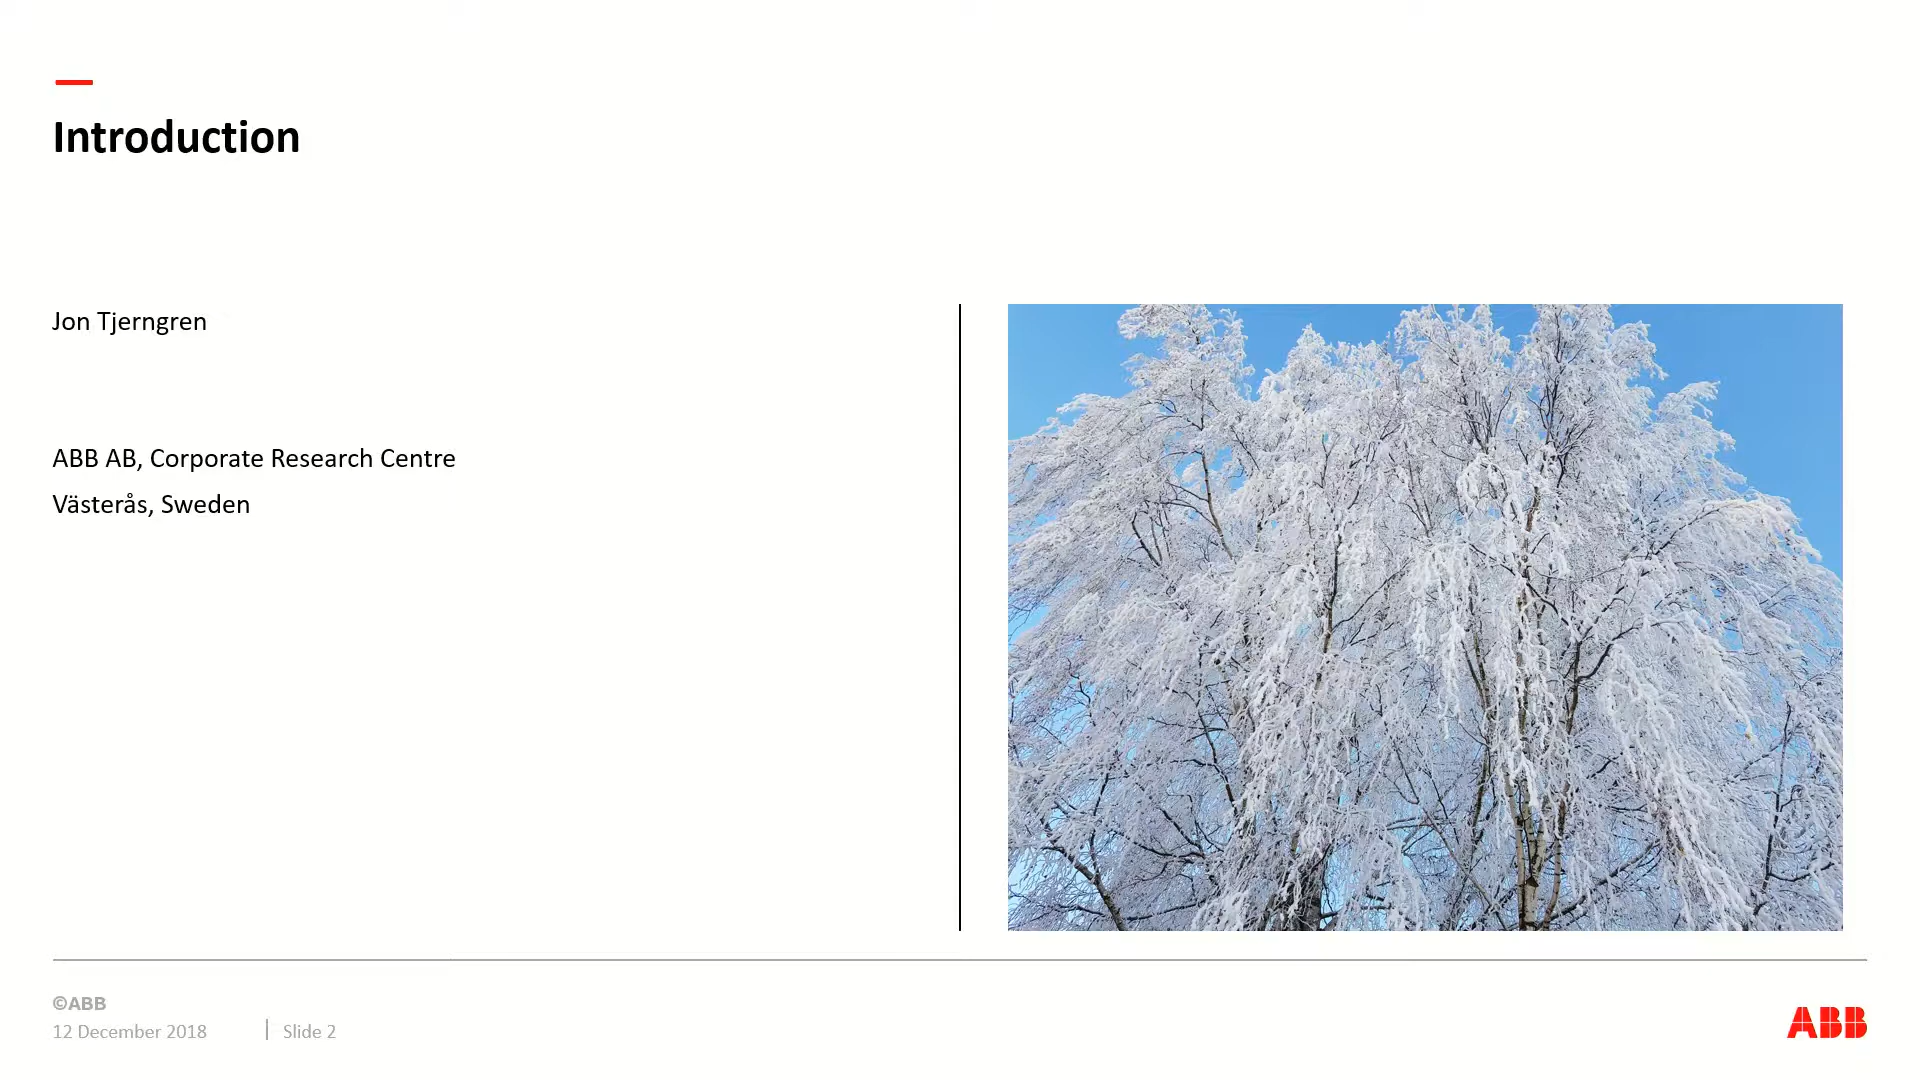 Introduction
Jon Tjerngren
ABB AB, Corporate Research Centre
Västerås, Sweden
©ABB
12 December 2018 | Slide 2
ABB